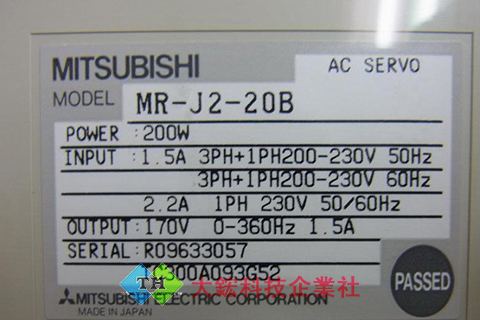 MITSUBISHI
AC SERVO
MODEL MR-J2-20B
POWER :200W
INPUT :1.5A 3PH+1PH200-230V 50Hz
3PH+1PH200-230V 60Hz
2.2A 1PH 230V 50/60Hz
OUTPUT:170V 0-360Hz 1.5A
SERIAL:R09633057
TC300A093G52
PASSED
TH 大鋐科技企業社
MITSUBISHI ELECTRIC CORPORATION
MADE IN JAPAN